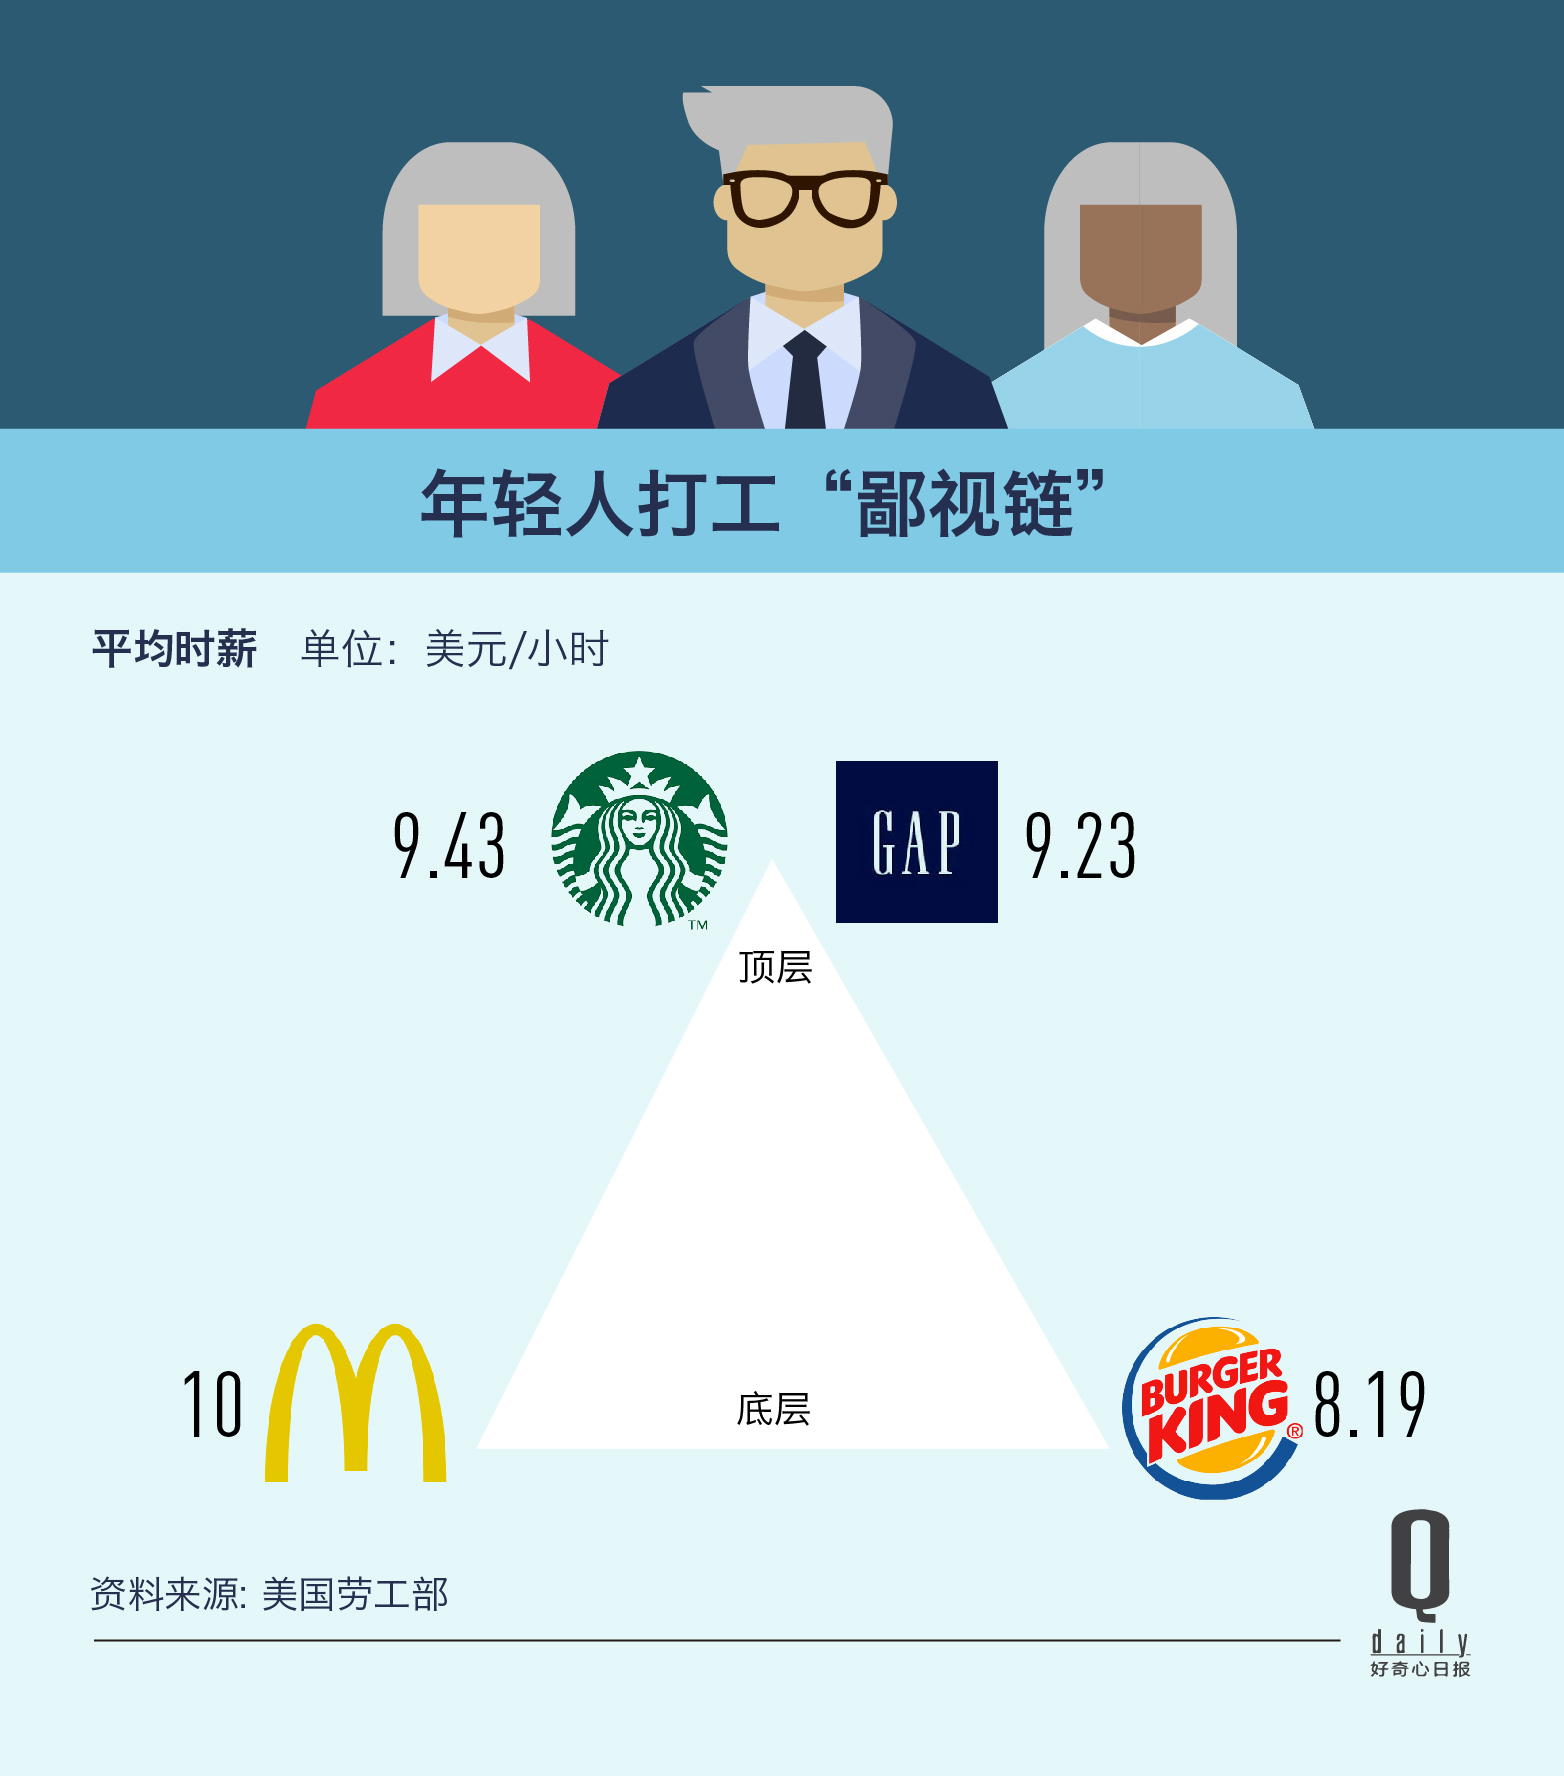 年轻人打工“鄙视链”
平均时薪 单位：美元/小时
9.43
TM
GAP
9.23
顶层
10
底层
BURGER
KING
®
8.19
资料来源: 美国劳工部
Q
daily
好奇心日报